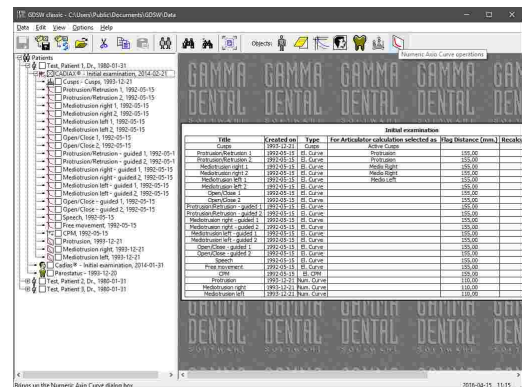 GDSW classic - C:\Users\Public\Documents\GDSW\Data
Data Edit View Options Help
Objects:
Numeric Axis Curve operations
Patients
Test, Patient 1, Dr., 1980-01-31
CADIAX® - Initial examination, 2014-02-21
Cusps - Cusps, 1993-12-21
Protrusion/Retrusion 1, 1992-05-15
Protrusion/Retrusion 2, 1992-05-15
Mediotrusion right 1, 1992-05-15
Mediotrusion right 2, 1992-05-15
Mediotrusion left 1, 1992-05-15
Mediotrusion left 2, 1992-05-15
Open/Close 1, 1992-05-15
Open/Close 2, 1992-05-15
Protrusion/Retrusion - guided 1, 1992-05-1
Protrusion/Retrusion - guided 2, 1992-05-1
Mediotrusion right - guided 1, 1992-05-15
Mediotrusion right - guided 2, 1992-05-15
Mediotrusion left - guided 1, 1992-05-15
Mediotrusion left - guided 2, 1992-05-15
Open/Close - guided 1, 1992-05-15
Open/Close - guided 2, 1992-05-15
Speech, 1992-05-15
Free movement, 1992-05-15
CPM, 1992-05-15
Protrusion, 1993-12-21
Mediotrusion right, 1993-12-21
Mediotrusion left, 1993-12-21
Cadias® - Initial examination, 2014-01-31
Parostatus - 1993-12-20
Test, Patient 2, Dr., 1980-01-31
Test, Patient 3, Dr., 1980-01-31
GAMMA GAMMA GAMMA GAMMA
DENTAL DENTAL DENTAL DENTAL
Initial examination
Title Created on Type For Articulator calculation selected as Flag Distance (mm.) Recalcu
Cusps 1993-12-21 Cusps Active Cusps
Protrusion/Retrusion 1 1992-05-15 El. Curve Protrusion 155,00
Protrusion/Retrusion 2 1992-05-15 El. Curve Protrusion 155,00
Mediotrusion right 1 1992-05-15 El. Curve Medio Right 155,00
Mediotrusion right 2 1992-05-15 El. Curve Medio Right 155,00
Mediotrusion left 1 1992-05-15 El. Curve Medio Left 155,00
Mediotrusion left 2 1992-05-15 El. Curve 155,00
Open/Close 1 1992-05-15 El. Curve 155,00
Open/Close 2 1992-05-15 El. Curve 155,00
Protrusion/Retrusion - guided 1 1992-05-15 El. Curve 155,00
Protrusion/Retrusion - guided 2 1992-05-15 El. Curve 155,00
Mediotrusion right - guided 1 1992-05-15 El. Curve 155,00
Mediotrusion right - guided 2 1992-05-15 El. Curve 155,00
Mediotrusion left - guided 1 1992-05-15 El. Curve 155,00
Mediotrusion left - guided 2 1992-05-15 El. Curve 155,00
Open/Close - guided 1 1992-05-15 El. Curve 155,00
Open/Close - guided 2 1992-05-15 El. Curve 155,00
Speech 1992-05-15 El. Curve 155,00
Free movement 1992-05-15 El. Curve 155,00
CPM 1992-05-15 El. CPM 155,00
Protrusion 1993-12-21 Num. Curve 110,00
Mediotrusion right 1993-12-21 Num. Curve 110,00
Mediotrusion left 1993-12-21 Num. Curve 110,00
DENTAL DENTAL DENTAL DENTAL
Brings up the Numeric Axis Curve dialog box
2016-04-15 11:15